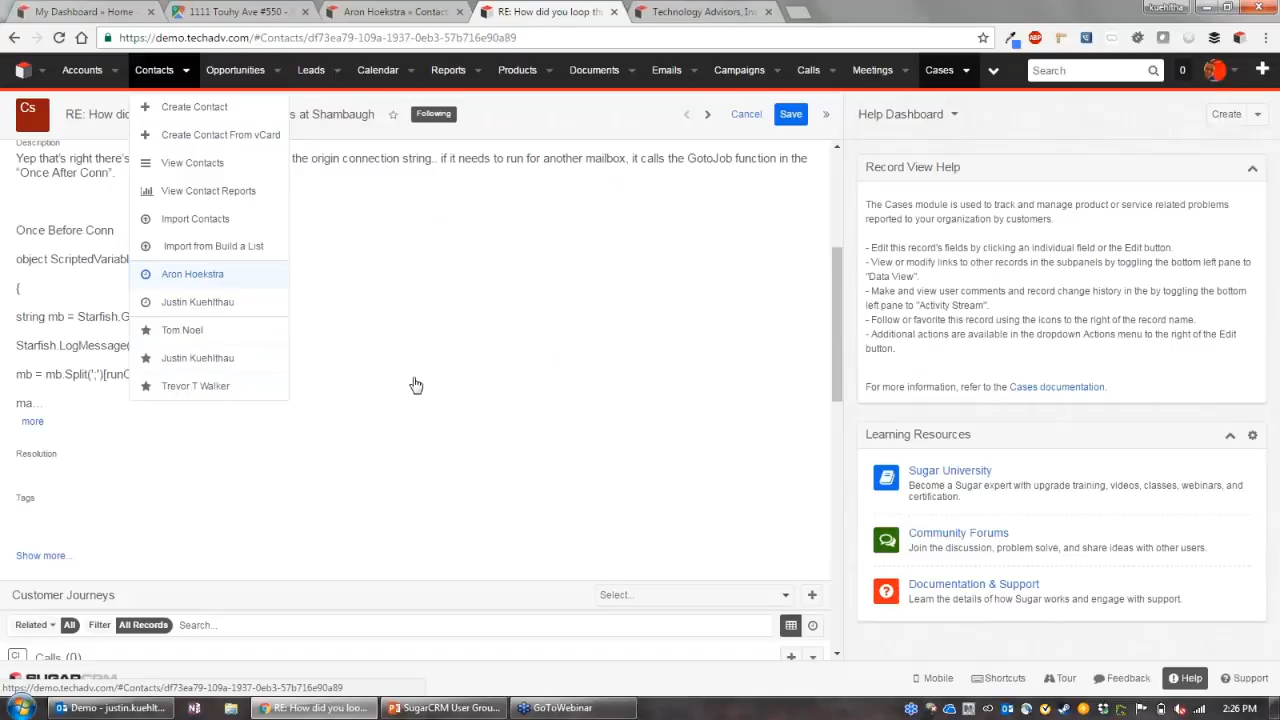 My Dashboard » Home
1111 Touhy Ave #550 -
Aron Hoekstra » Contac
RE: How did you loop th
Technology Advisors, In
kuehltha
https://demo.techadv.com/#Contacts/df73ea79-109a-1937-0eb3-57b716e90a89
Accounts
Contacts
Opportunities
Leads
Calendar
Reports
Products
Documents
Emails
Campaigns
Calls
Meetings
Cases
Search
0
Cs
RE: How di
s at Shambaugh
Following
Cancel
Save
Description
Yep that's right there's
the origin connection string.. if it needs to run for another mailbox, it calls the GotoJob function in the
"Once After Conn".
Once Before Conn
object ScriptedVariabl
{
string mb = Starfish.G
Starfish.LogMessage(
mb = mb.Split(';')[runC
ma...
more
Resolution
Tags
Show more...
Create Contact
Create Contact From vCard
View Contacts
View Contact Reports
Import Contacts
Import from Build a List
Aron Hoekstra
Justin Kuehlthau
Tom Noel
Justin Kuehlthau
Trevor T Walker
Customer Journeys
Select...
Related
All
Filter
All Records
Search...
Cl
Calls (0)
Help Dashboard
Create
Record View Help
The Cases module is used to track and manage product or service related problems
reported to your organization by customers.
- Edit this record's fields by clicking an individual field or the Edit button.
- View or modify links to other records in the subpanels by toggling the bottom left pane to
"Data View".
- Make and view user comments and record change history in the by toggling the bottom
left pane to "Activity Stream".
- Follow or favorite this record using the icons to the right of the record name.
- Additional actions are available in the dropdown Actions menu to the right of the Edit
button.
For more information, refer to the Cases documentation.
Learning Resources
Sugar University
Become a Sugar expert with upgrade training, videos, classes, webinars, and
certification.
Community Forums
Join the discussion, problem solve, and share ideas with other users.
Documentation & Support
Learn the details of how Sugar works and engage with support.
SUGARCRM
Mobile
Shortcuts
Tour
Feedback
Help
Support
https://demo.techadv.com/#Contacts/df73ea79-109a-1937-0eb3-57b716e90a89
Demo - justin.kuehlt...
RE: How did you loo...
SugarCRM User Grou...
GoToWebinar
2:26 PM